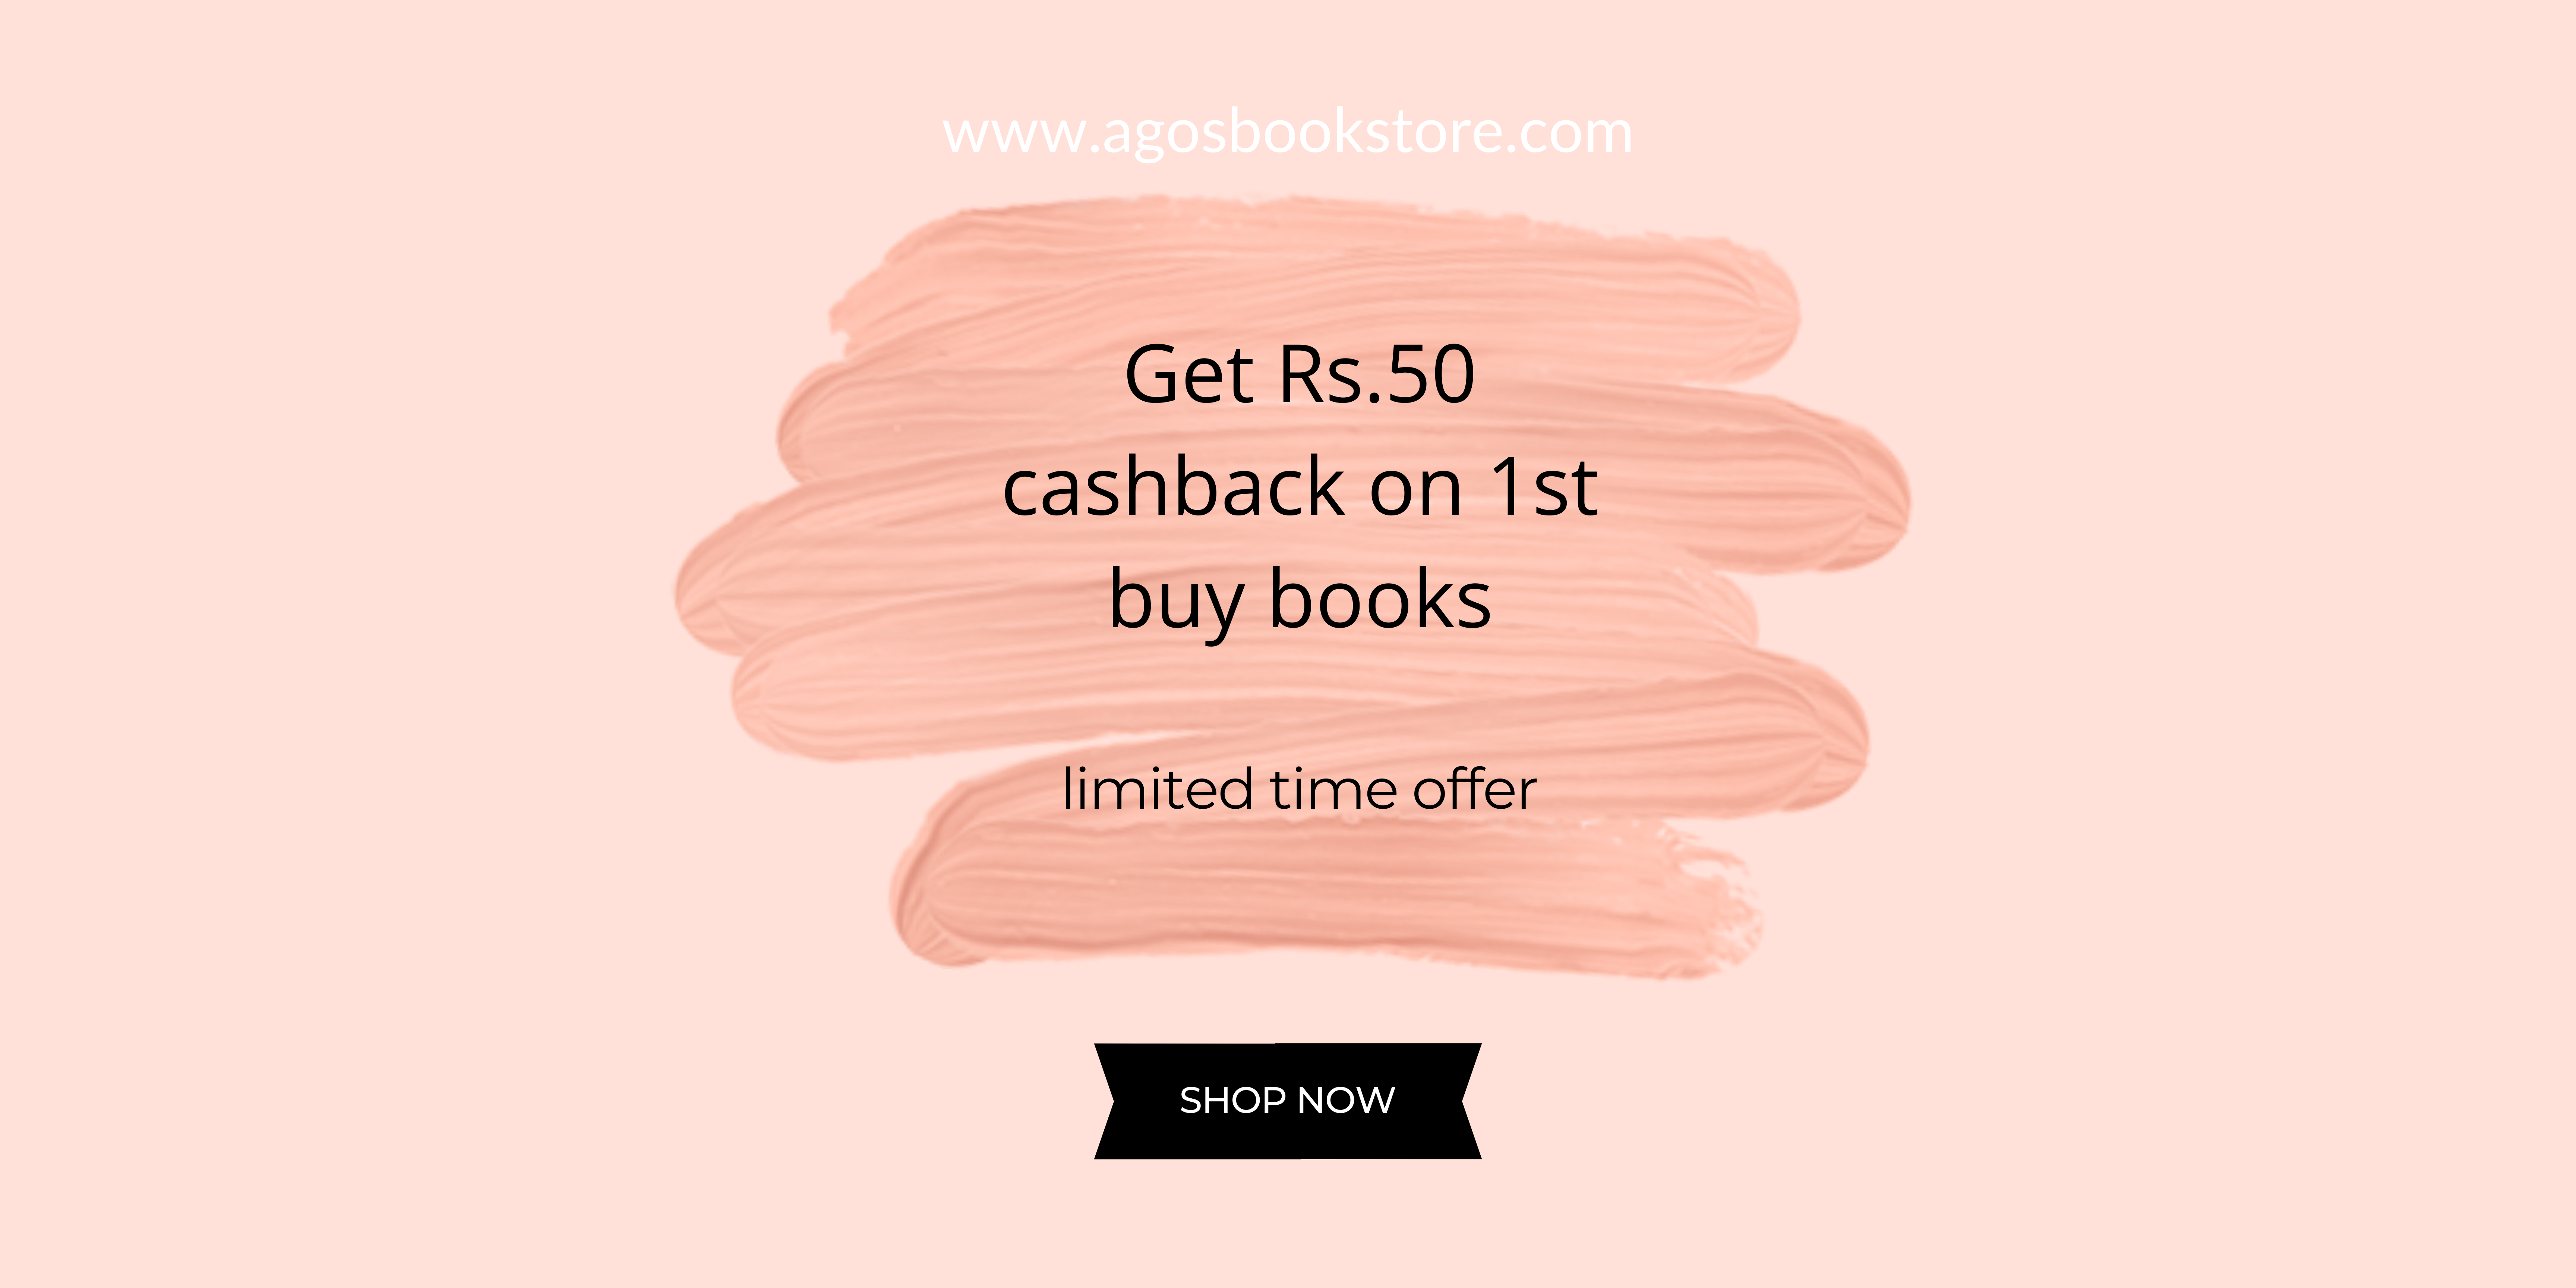 www.agosbookstore.com
Get Rs.50
cashback on 1st
buy books
limited time offer
SHOP NOW